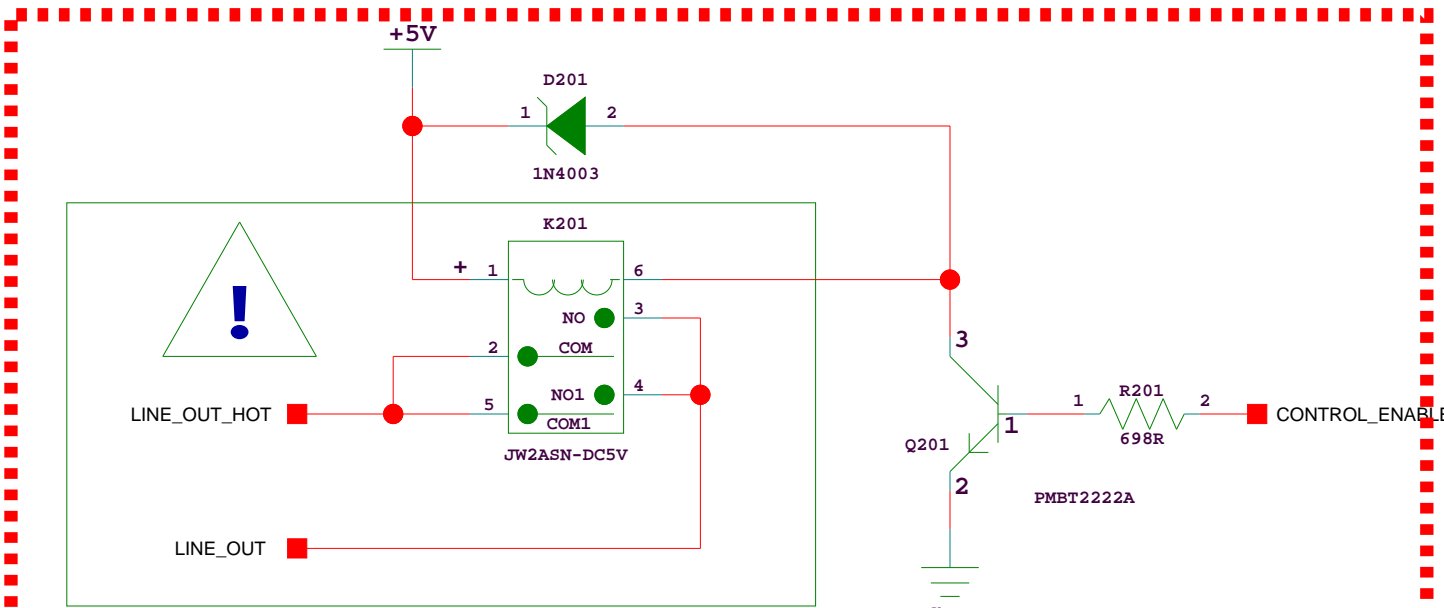 +5V
D201
1 2
1N4003
K201
+ 1 6
NO 3
2 COM
NO1 4
5 COM1
JW2ASN-DC5V
LINE_OUT_HOT
LINE_OUT
!
3
1
2
Q201
PMBT2222A
R201
1 2
698R
CONTROL_ENABLE